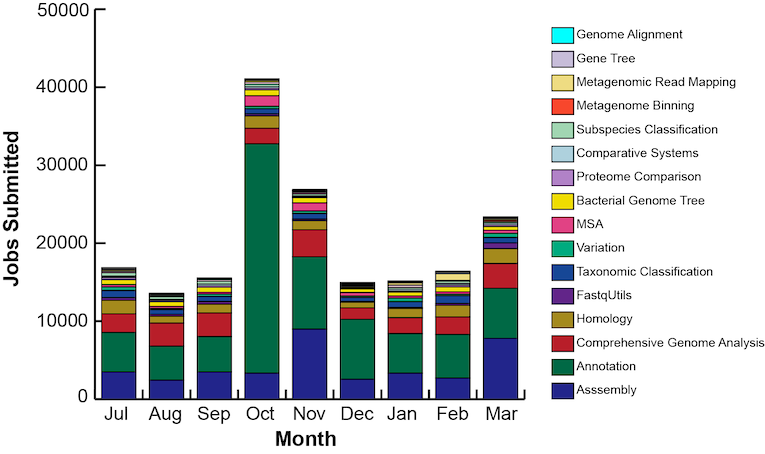 50000
40000
30000
20000
10000
0
Jobs Submitted
Jul Aug Sep Oct Nov Dec Jan Feb Mar
Month
Genome Alignment
Gene Tree
Metagenomic Read Mapping
Metagenome Binning
Subspecies Classification
Comparative Systems
Proteome Comparison
Bacterial Genome Tree
MSA
Variation
Taxonomic Classification
FastqUtils
Homology
Comprehensive Genome Analysis
Annotation
Asssembly